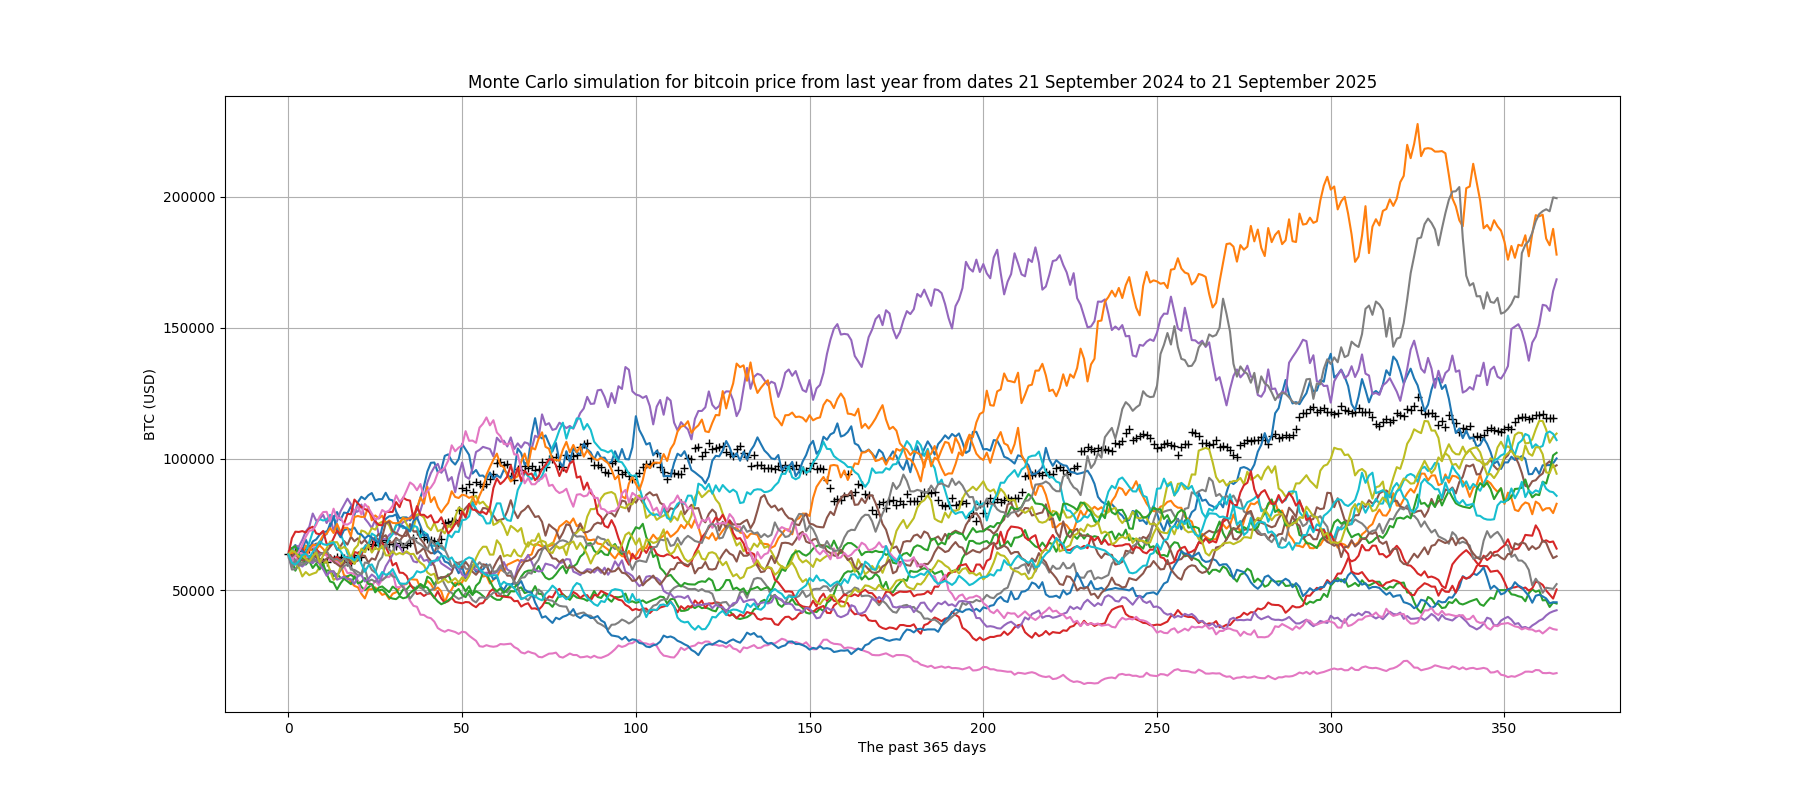 Monte Carlo simulation for bitcoin price from last year from dates 21 September 2024 to 21 September 2025
BTC (USD)
200000
150000
100000
50000
0 50 100 150 200 250 300 350
The past 365 days